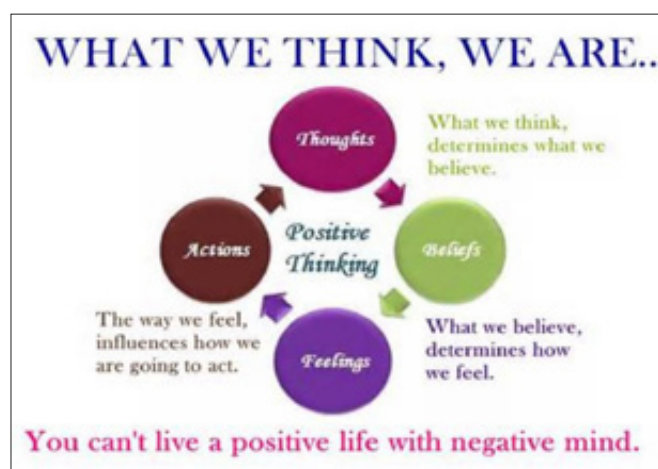 WHAT WE THINK, WE ARE..
Thoughts
What we think,
determines what we
believe.
Actions
Positive
Thinking
Beliefs
The way we feel,
influences how we
are going to act.
Feelings
What we believe,
determines how
we feel.
You can't live a positive life with negative mind.